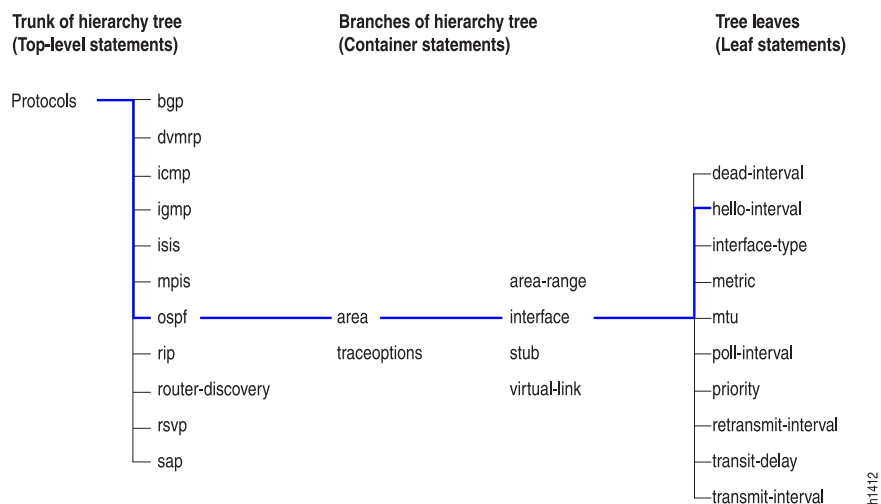 Trunk of hierarchy tree
(Top-level statements)
Branches of hierarchy tree
(Container statements)
Tree leaves
(Leaf statements)
Protocols
bgp
dvmrp
icmp
igmp
isis
mpis
ospf
rip
router-discovery
rsvp
sap
area
traceoptions
area-range
interface
stub
virtual-link
dead-interval
hello-interval
interface-type
metric
mtu
poll-interval
priority
retransmit-interval
transit-delay
transmit-interval
h1412